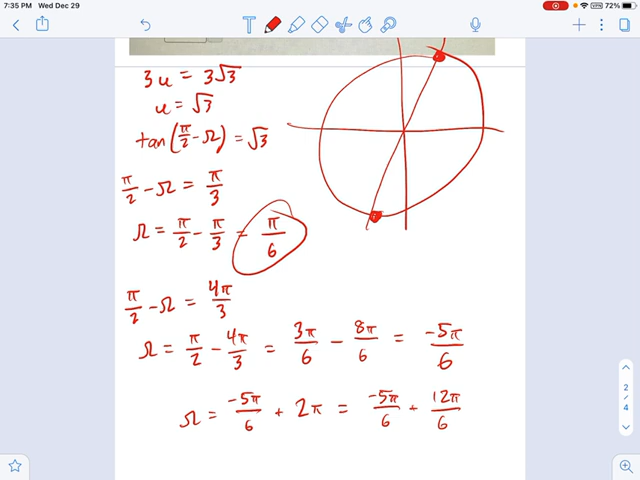 7:35 PM Wed Dec 29
VPN 72%
3u = 3√3
u = √3
tan(π/2 - Ω) = √3
π/2 - Ω = π/3
Ω = π/2 - π/3 = π/6
π/2 - Ω = 4π/3
Ω = π/2 - 4π/3 = 3π/6 - 8π/6 = -5π/6
Ω = -5π/6 + 2π = -5π/6 + 12π/6
2
/
4